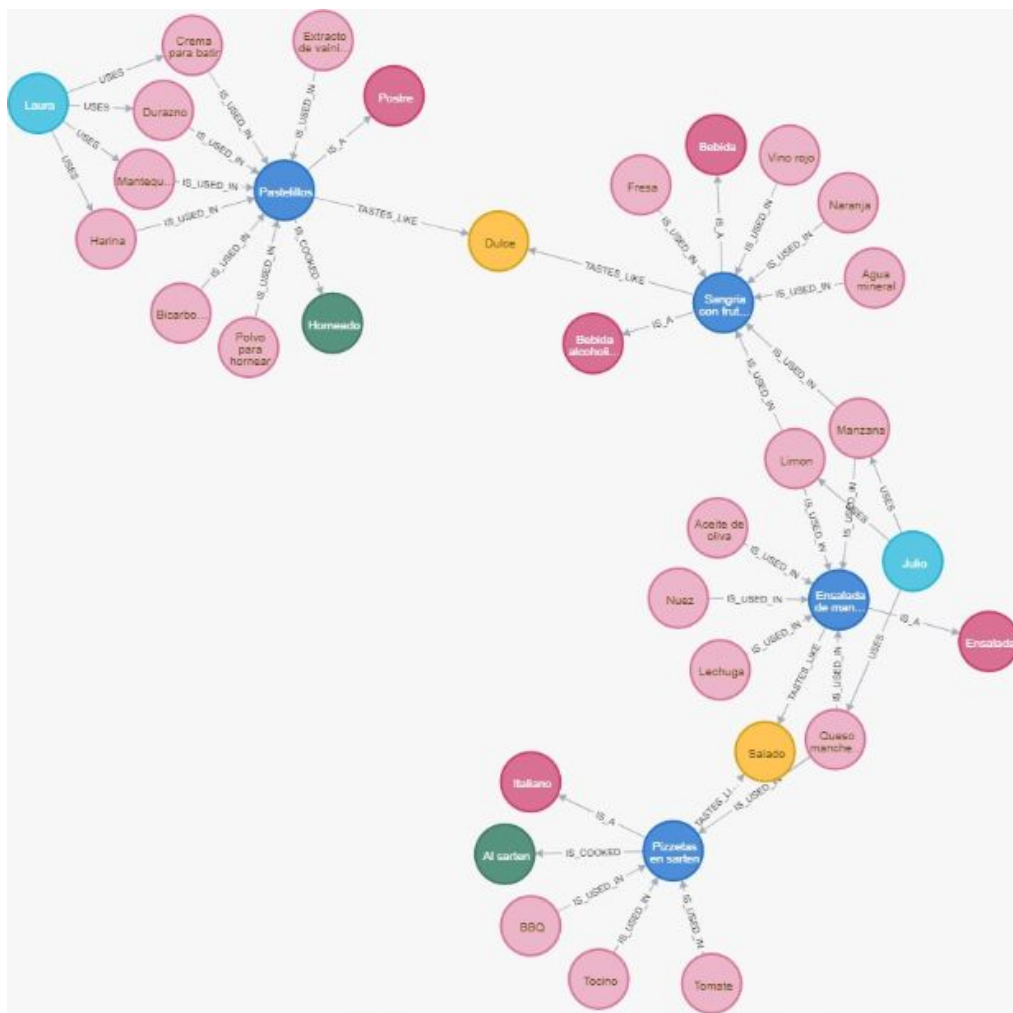 Crema
para batir
Extracto
de vaini...
Laura
USES
Postre
USES
Durazno
IS_USED_IN
IS_USED_IN
IS_A
USES
IS_USED_IN
USES
Mantequ...
IS_USED_IN
Pastelillos
Harina
IS_USED_IN
TASTES_LIKE
Dulce
IS_USED_IN
IS_USED_IN
IS_COOKED
Bicarbo...
Polvo
para
hornear
Horneado
Bebida
Vino rojo
Fresa
Naranja
IS_A
IS_USED_IN
IS_USED_IN
IS_USED_IN
Agua
mineral
TASTES_LIKE
IS_USED_IN
Sangria
con frut...
IS_A
Bebida
alcoholi...
IS_USED_IN
IS_USED_IN
Manzana
Limon
USES
IS_USED_IN
IS_USED_IN
USES
Aceite de
oliva
Julio
IS_USED_IN
Nuez
IS_USED_IN
Ensalada
de man...
IS_A
Ensalada
IS_USED_IN
Lechuga
TASTES_LIKE
IS_USED_IN
USES
Salado
Queso
manche...
Italiano
TASTES_LI...
IS_USED_IN
IS_A
Al sarten
IS_COOKED
Pizzetas
en sarten
IS_USED_IN
BBQ
IS_USED_IN
IS_USED_IN
Tocino
Tomate